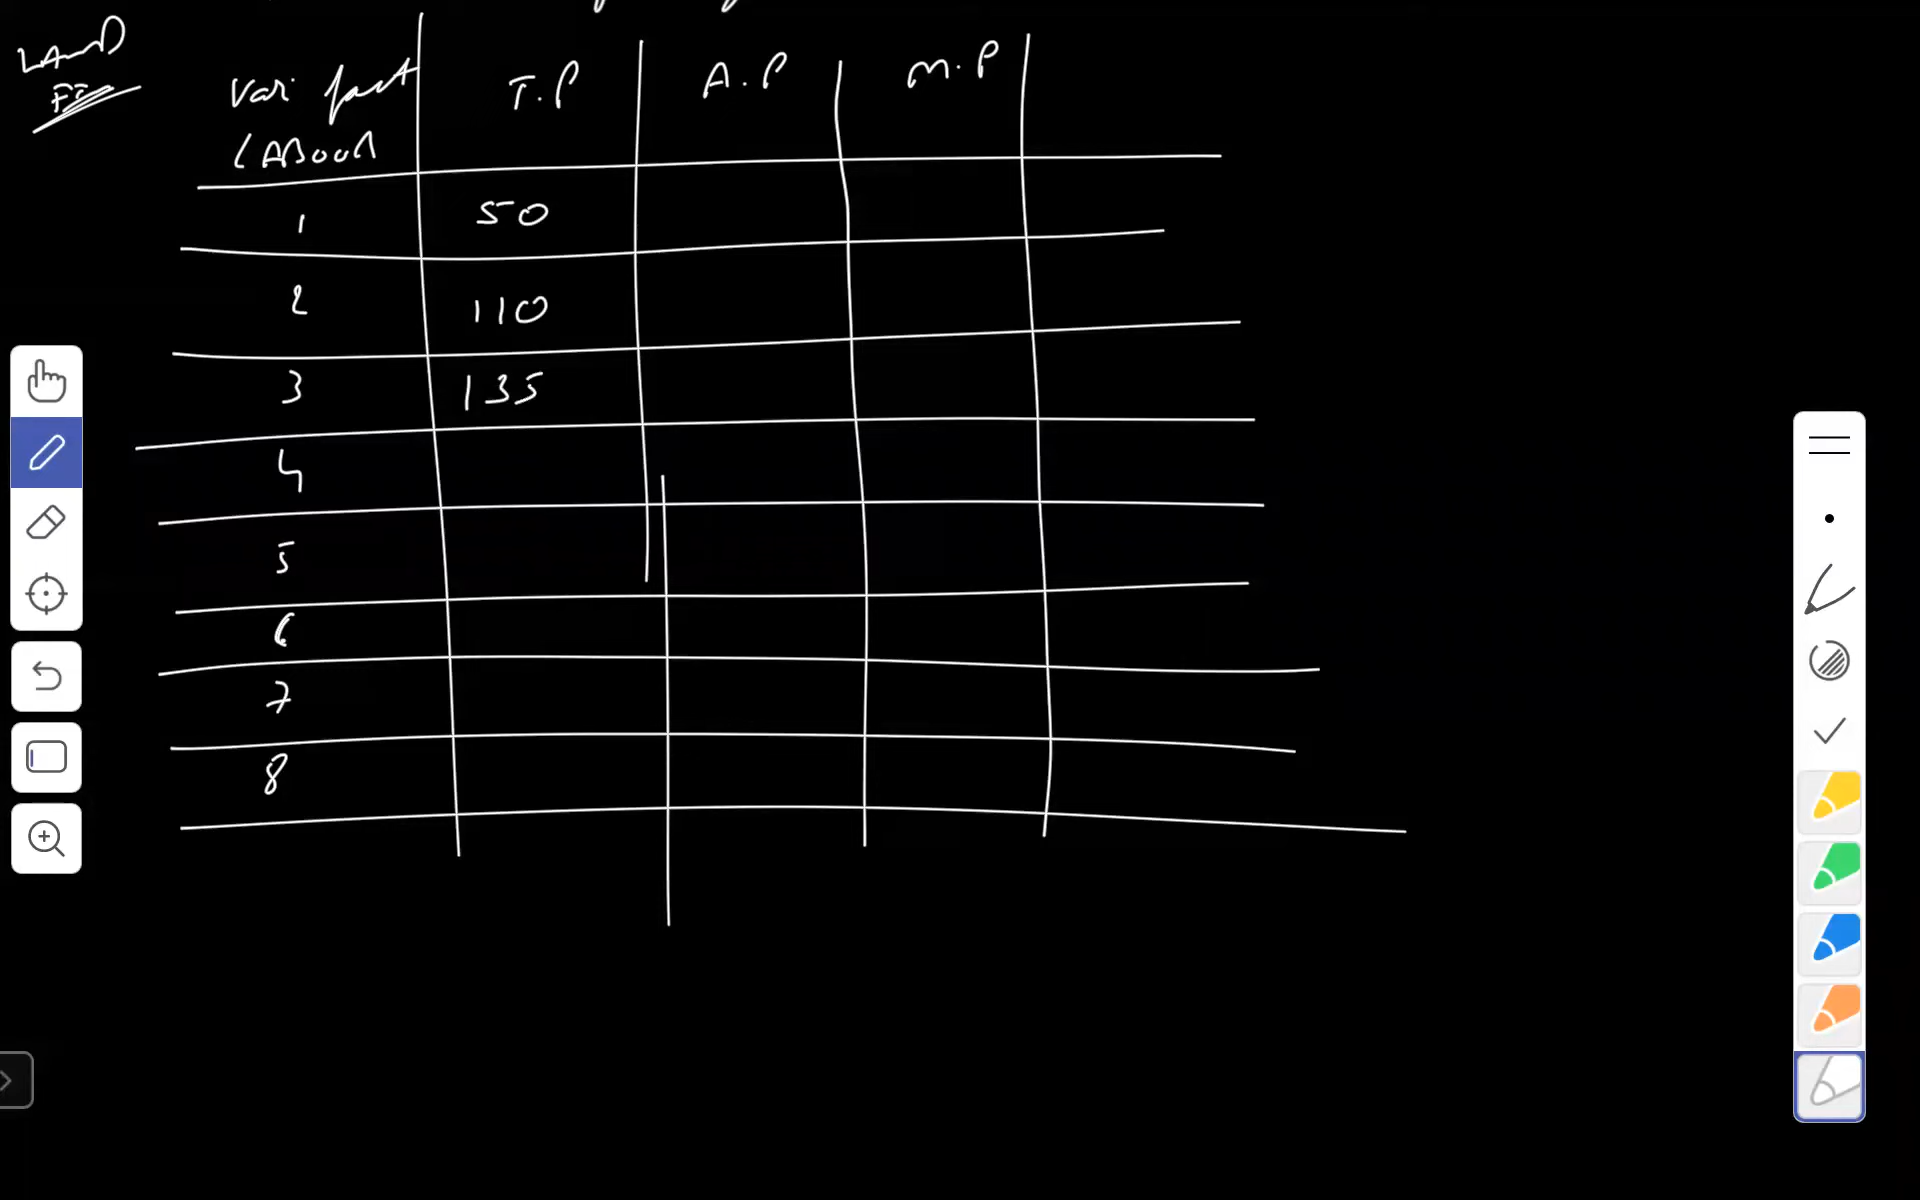 LAND
FF
vari fact
LABOUR
T.P
A.P
M.P
1 50
2 110
3 135
4
5
6
7
8